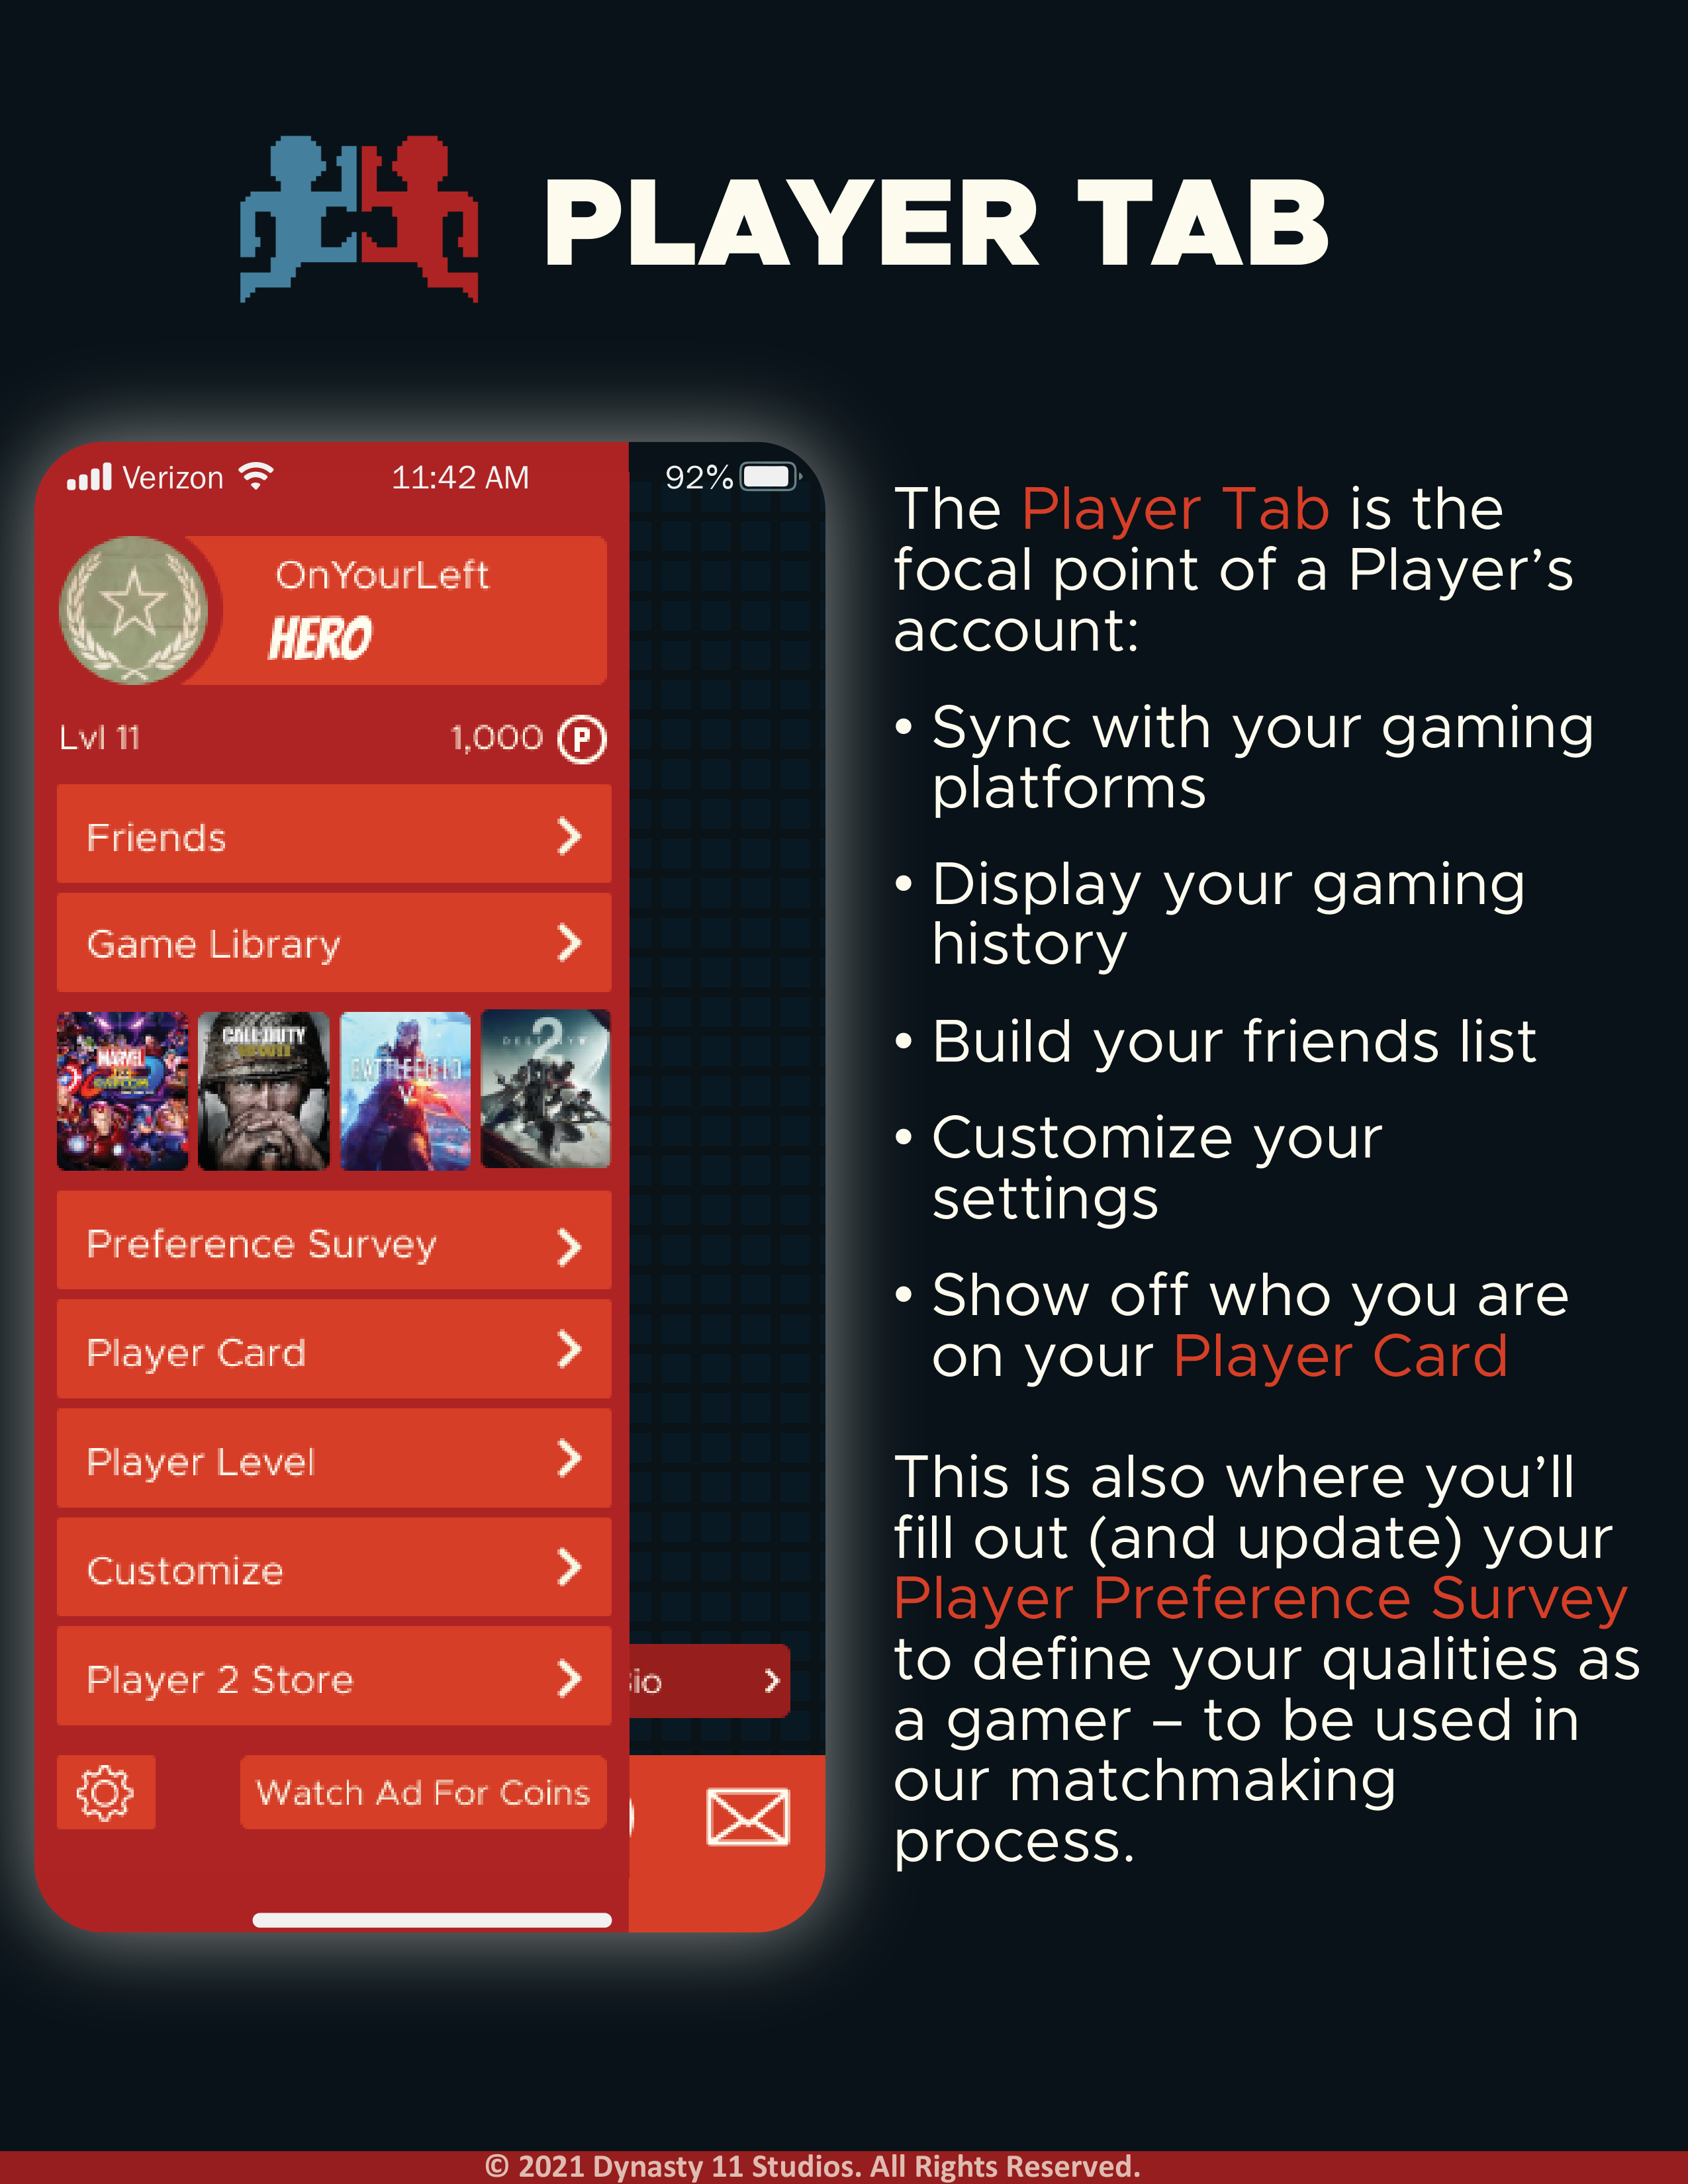 PLAYER TAB
Verizon
11:42 AM
92%
OnYourLeft
HERO
Lvl 11
1,000 P
Friends
Game Library
MARVEL
CALL DUTY
BATTLEFIELD
V
DESTINY
2
Preference Survey
Player Card
Player Level
Customize
Player 2 Store
Watch Ad For Coins
The Player Tab is the
focal point of a Player’s
account:
• Sync with your gaming
platforms
• Display your gaming
history
• Build your friends list
• Customize your
settings
• Show off who you are
on your Player Card
This is also where you’ll
fill out (and update) your
Player Preference Survey
to define your qualities as
a gamer – to be used in
our matchmaking
process.
© 2021 Dynasty 11 Studios. All Rights Reserved.